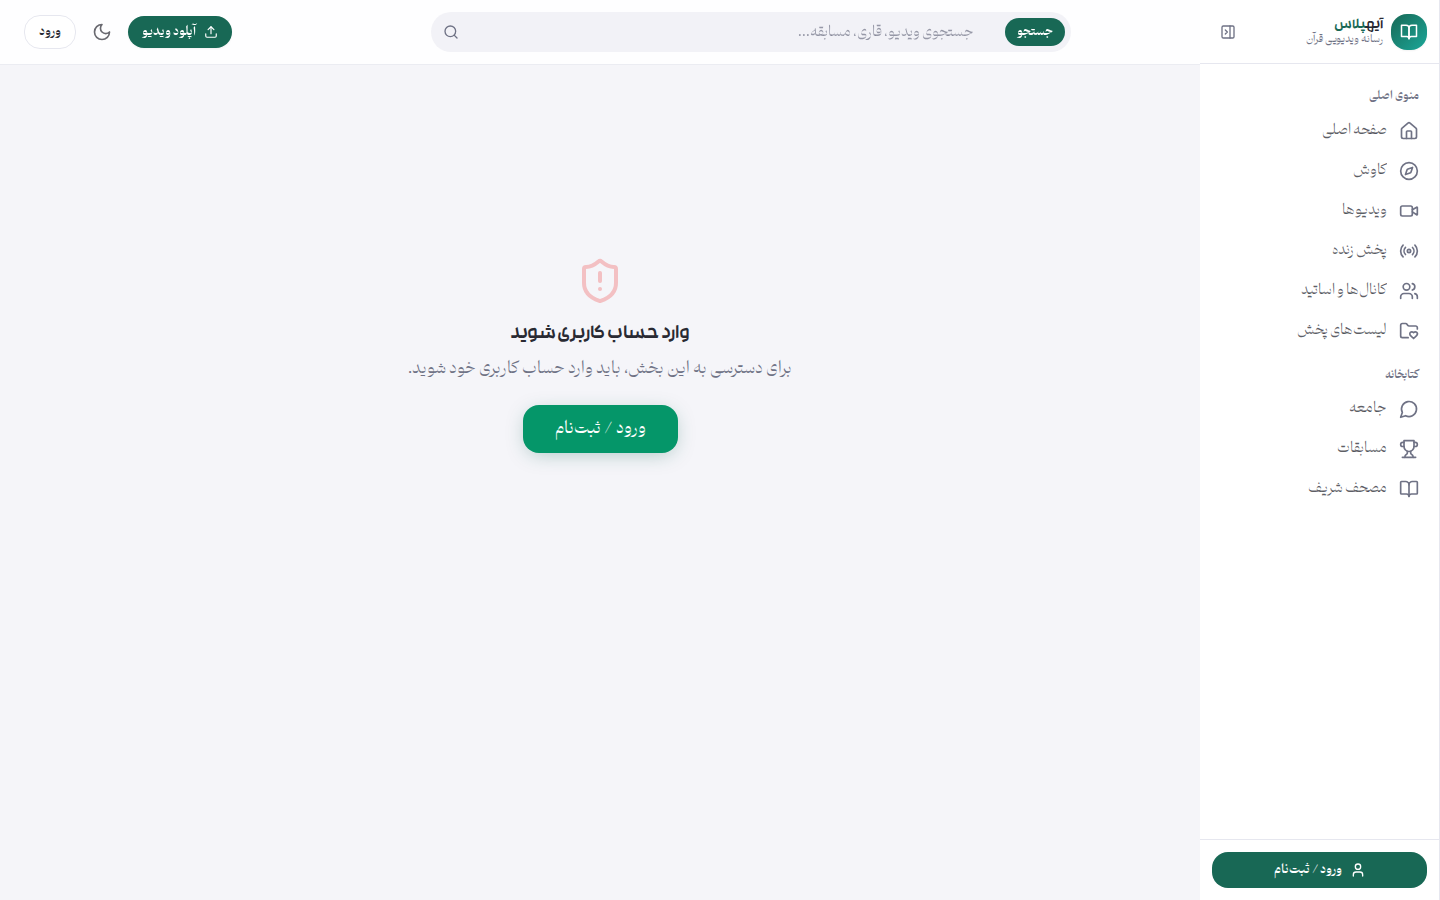 آیهپلاس
رسانه ویدیویی قرآن
جستجو
جستجوی ویدیو، قاری، مسابقه...
آپلود ویدیو
ورود
منوی اصلی
صفحه اصلی
کاوش
ویدیوها
پخش زنده
کانال‌ها و اساتید
لیست‌های پخش
کتابخانه
جامعه
مسابقات
مصحف شریف
وارد حساب کاربری شوید
برای دسترسی به این بخش، باید وارد حساب کاربری خود شوید.
ورود / ثبت‌نام
ورود / ثبت‌نام